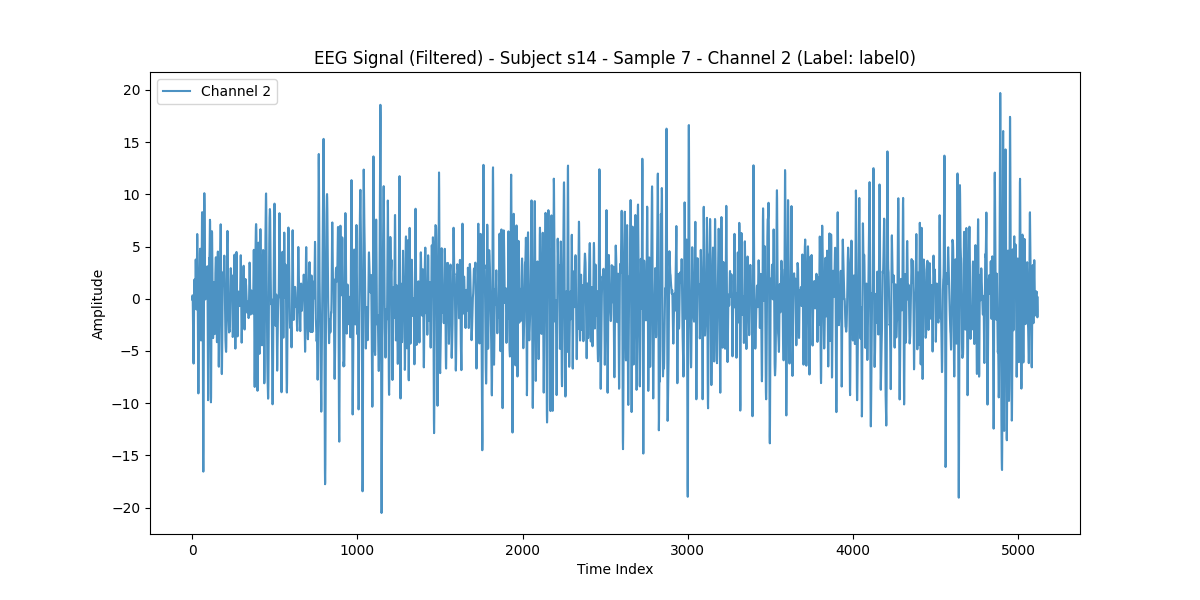 EEG Signal (Filtered) - Subject s14 - Sample 7 - Channel 2 (Label: label0)
Channel 2
20
15
10
5
0
−5
−10
−15
−20
Amplitude
0 1000 2000 3000 4000 5000
Time Index